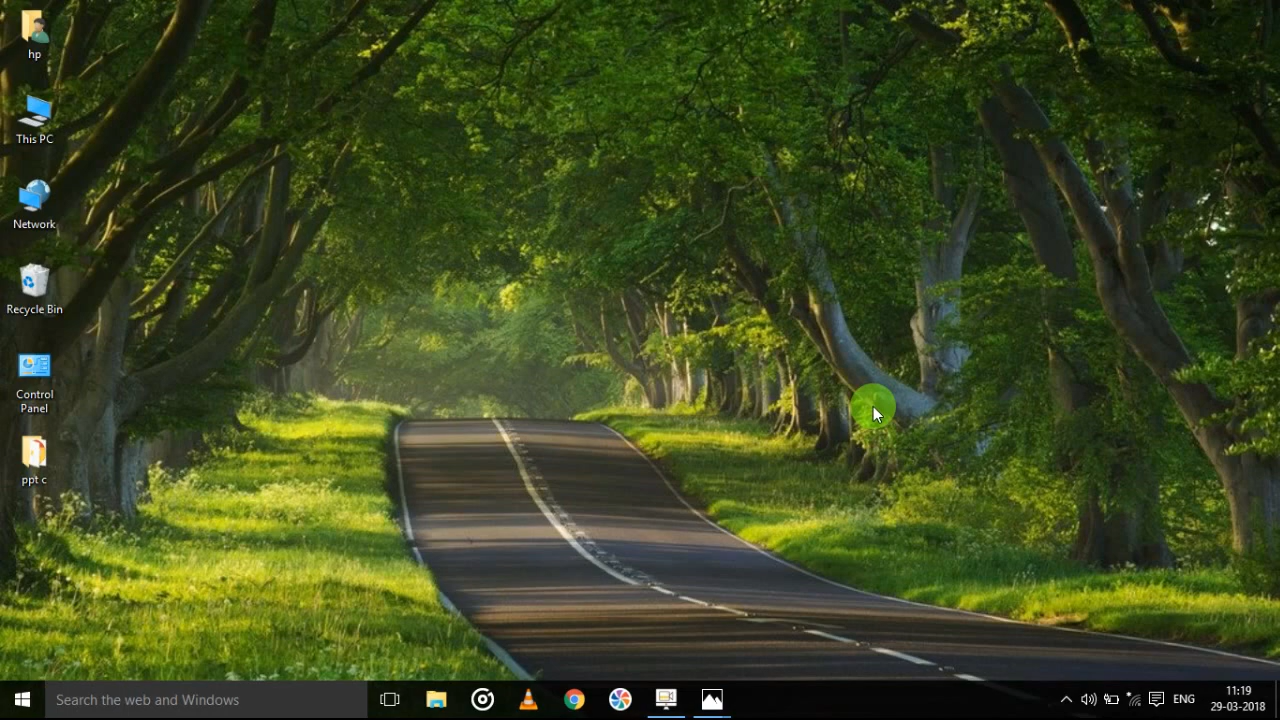 hp
This PC
Network
Recycle Bin
Control
Panel
ppt c
Search the web and Windows
ENG
11:19
29-03-2018